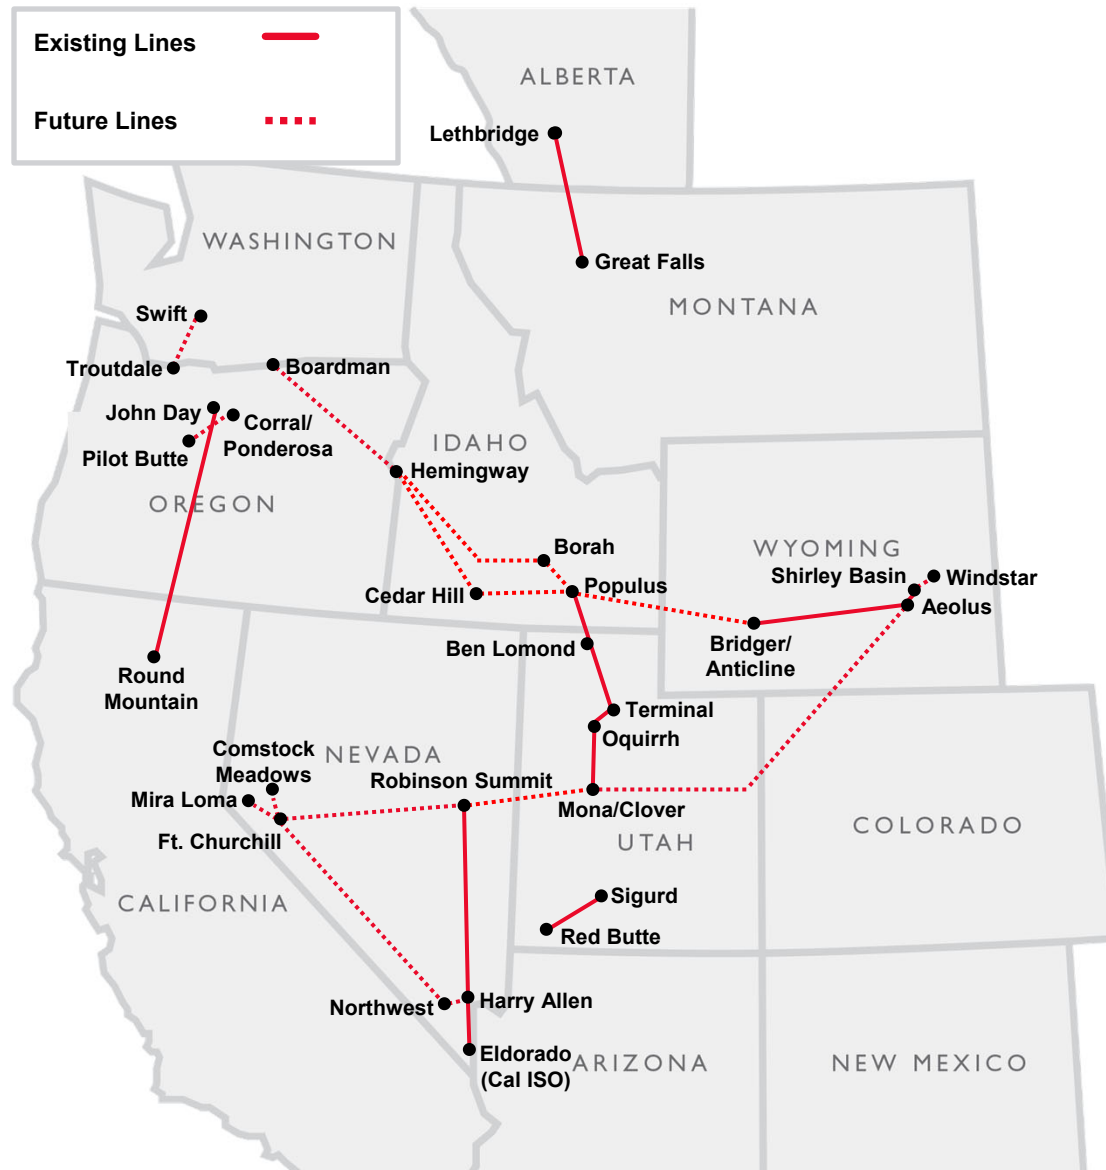 Existing Lines
Future Lines
ALBERTA
Lethbridge
WASHINGTON
Great Falls
MONTANA
Swift
Troutdale
Boardman
John Day
Corral/
Ponderosa
Pilot Butte
IDAHO
Hemingway
OREGON
Borah
WYOMING
Shirley Basin
Windstar
Populus
Cedar Hill
Aeolus
Ben Lomond
Bridger/
Anticline
Round
Mountain
Terminal
Oquirrh
Comstock
Meadows
NEVADA
Robinson Summit
Mira Loma
Mona/Clover
Ft. Churchill
UTAH
COLORADO
CALIFORNIA
Sigurd
Red Butte
Northwest
Harry Allen
Eldorado
(Cal ISO)
ARIZONA
NEW MEXICO